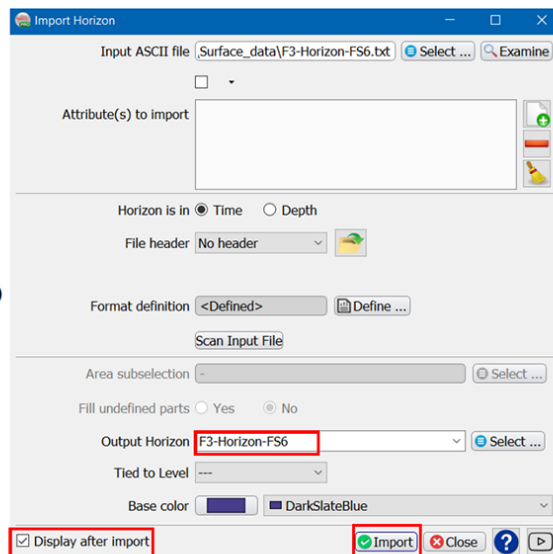 Import Horizon
Input ASCII file .Surface_data\F3-Horizon-FS6.txt Select ... Examine
Attribute(s) to import
Horizon is in Time Depth
File header No header
Format definition <Defined> Define ...
Scan Input File
Area subselection - Select ...
Fill undefined parts Yes No
Output Horizon F3-Horizon-FS6 Select ...
Tied to Level ---
Base color DarkSlateBlue
Display after import Import Close ?